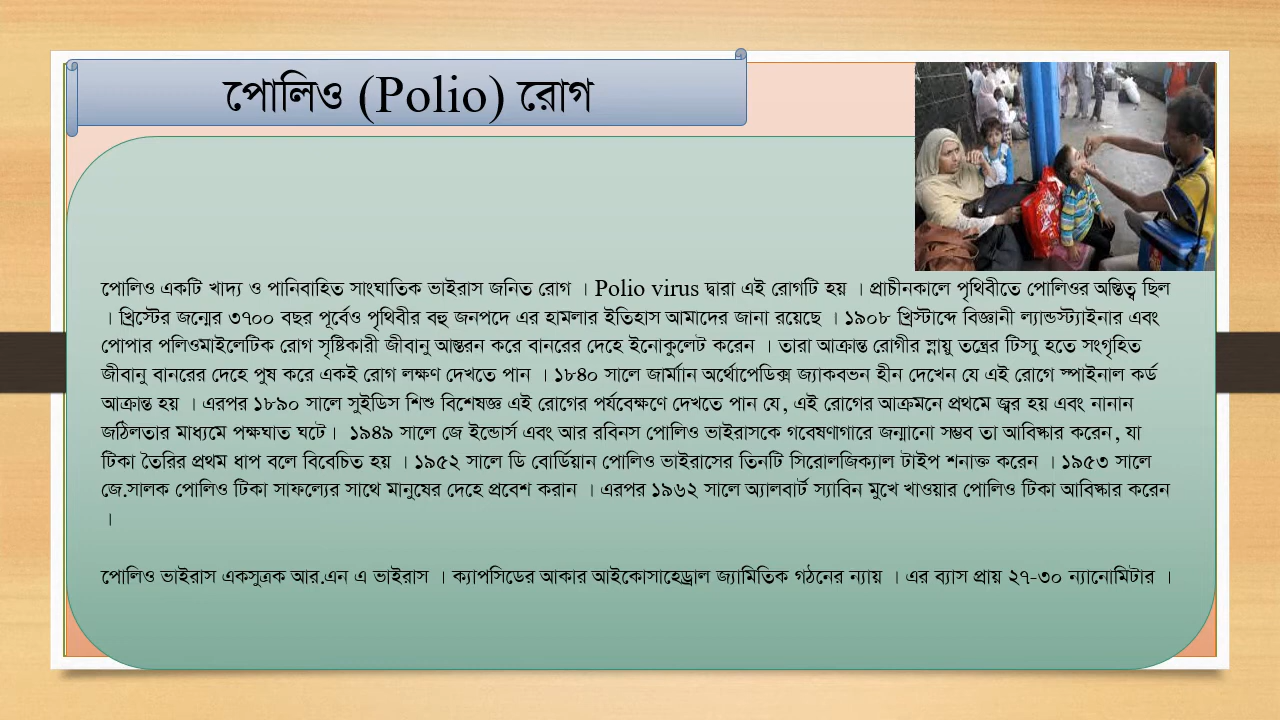 পোলিও (Polio) রোগ
পোলিও একটি খাদ্য ও পানিবাহিত সাংঘাতিক ভাইরাস জনিত রোগ । Polio virus দ্বারা এই রোগটি হয় । প্রাচীনকালে পৃথিবীতে পোলিওর অস্তিত্ব ছিল
। খ্রিস্টের জন্মের ৩৭০০ বছর পূর্বেও পৃথিবীর বহু জনপদে এর হামলার ইতিহাস আমাদের জানা রয়েছে । ১৯০৮ খ্রিস্টাব্দে বিজ্ঞানী ল্যান্ডস্ট্যাইনার এবং
পোপার পলিওমাইলেটিক রোগ সৃষ্টিকারী জীবানু আস্তরন করে বানরের দেহে ইনোকুলেট করেন । তারা আক্রান্ত রোগীর স্নায়ু তন্ত্রের টিস্যু হতে সংগৃহিত
জীবানু বানরের দেহে পুষ করে একই রোগ লক্ষণ দেখতে পান । ১৮৪০ সালে জার্মাান অর্থোপেডিক্স জ্যাকবভন হীন দেখেন যে এই রোগে স্পাইনাল কর্ড
আক্রান্ত হয় । এরপর ১৮৯০ সালে সুইডিস শিশু বিশেষজ্ঞ এই রোগের পর্যবেক্ষণে দেখতে পান যে, এই রোগের আক্রমনে প্রথমে জ্বর হয় এবং নানান
জঠিলতার মাধ্যমে পক্ষঘাত ঘটে। ১৯৪৯ সালে জে ইন্ডোর্স এবং আর রবিনস পোলিও ভাইরাসকে গবেষণাগারে জন্মানো সম্ভব তা আবিষ্কার করেন, যা
টিকা তৈরির প্রথম ধাপ বলে বিবেচিত হয় । ১৯৫২ সালে ডি বোর্ডিয়ান পোলিও ভাইরাসের তিনটি সিরোলজিক্যাল টাইপ শনাক্ত করেন । ১৯৫৩ সালে
জে.সালক পোলিও টিকা সাফল্যের সাথে মানুষের দেহে প্রবেশ করান । এরপর ১৯৬২ সালে অ্যালবার্ট স্যাবিন মুখে খাওয়ার পোলিও টিকা আবিষ্কার করেন
।
পোলিও ভাইরাস একসুত্রক আর.এন এ ভাইরাস । ক্যাপসিডের আকার আইকোসাহেড্রাল জ্যামিতিক গঠনের ন্যায় । এর ব্যাস প্রায় ২৭-৩০ ন্যানোমিটার ।